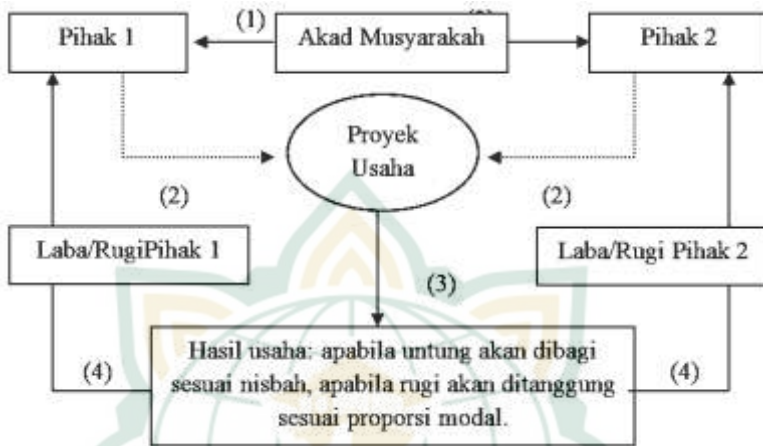 Pihak 1
(1)
Akad Musyarakah
Pihak 2
Proyek
Usaha
(2)
(2)
Laba/RugiPihak 1
Laba/Rugi Pihak 2
(3)
Hasil usaha: apabila untung akan dibagi
(4)
sesuai nisbah, apabila rugi akan ditanggung
(4)
sesuai proporsi modal.